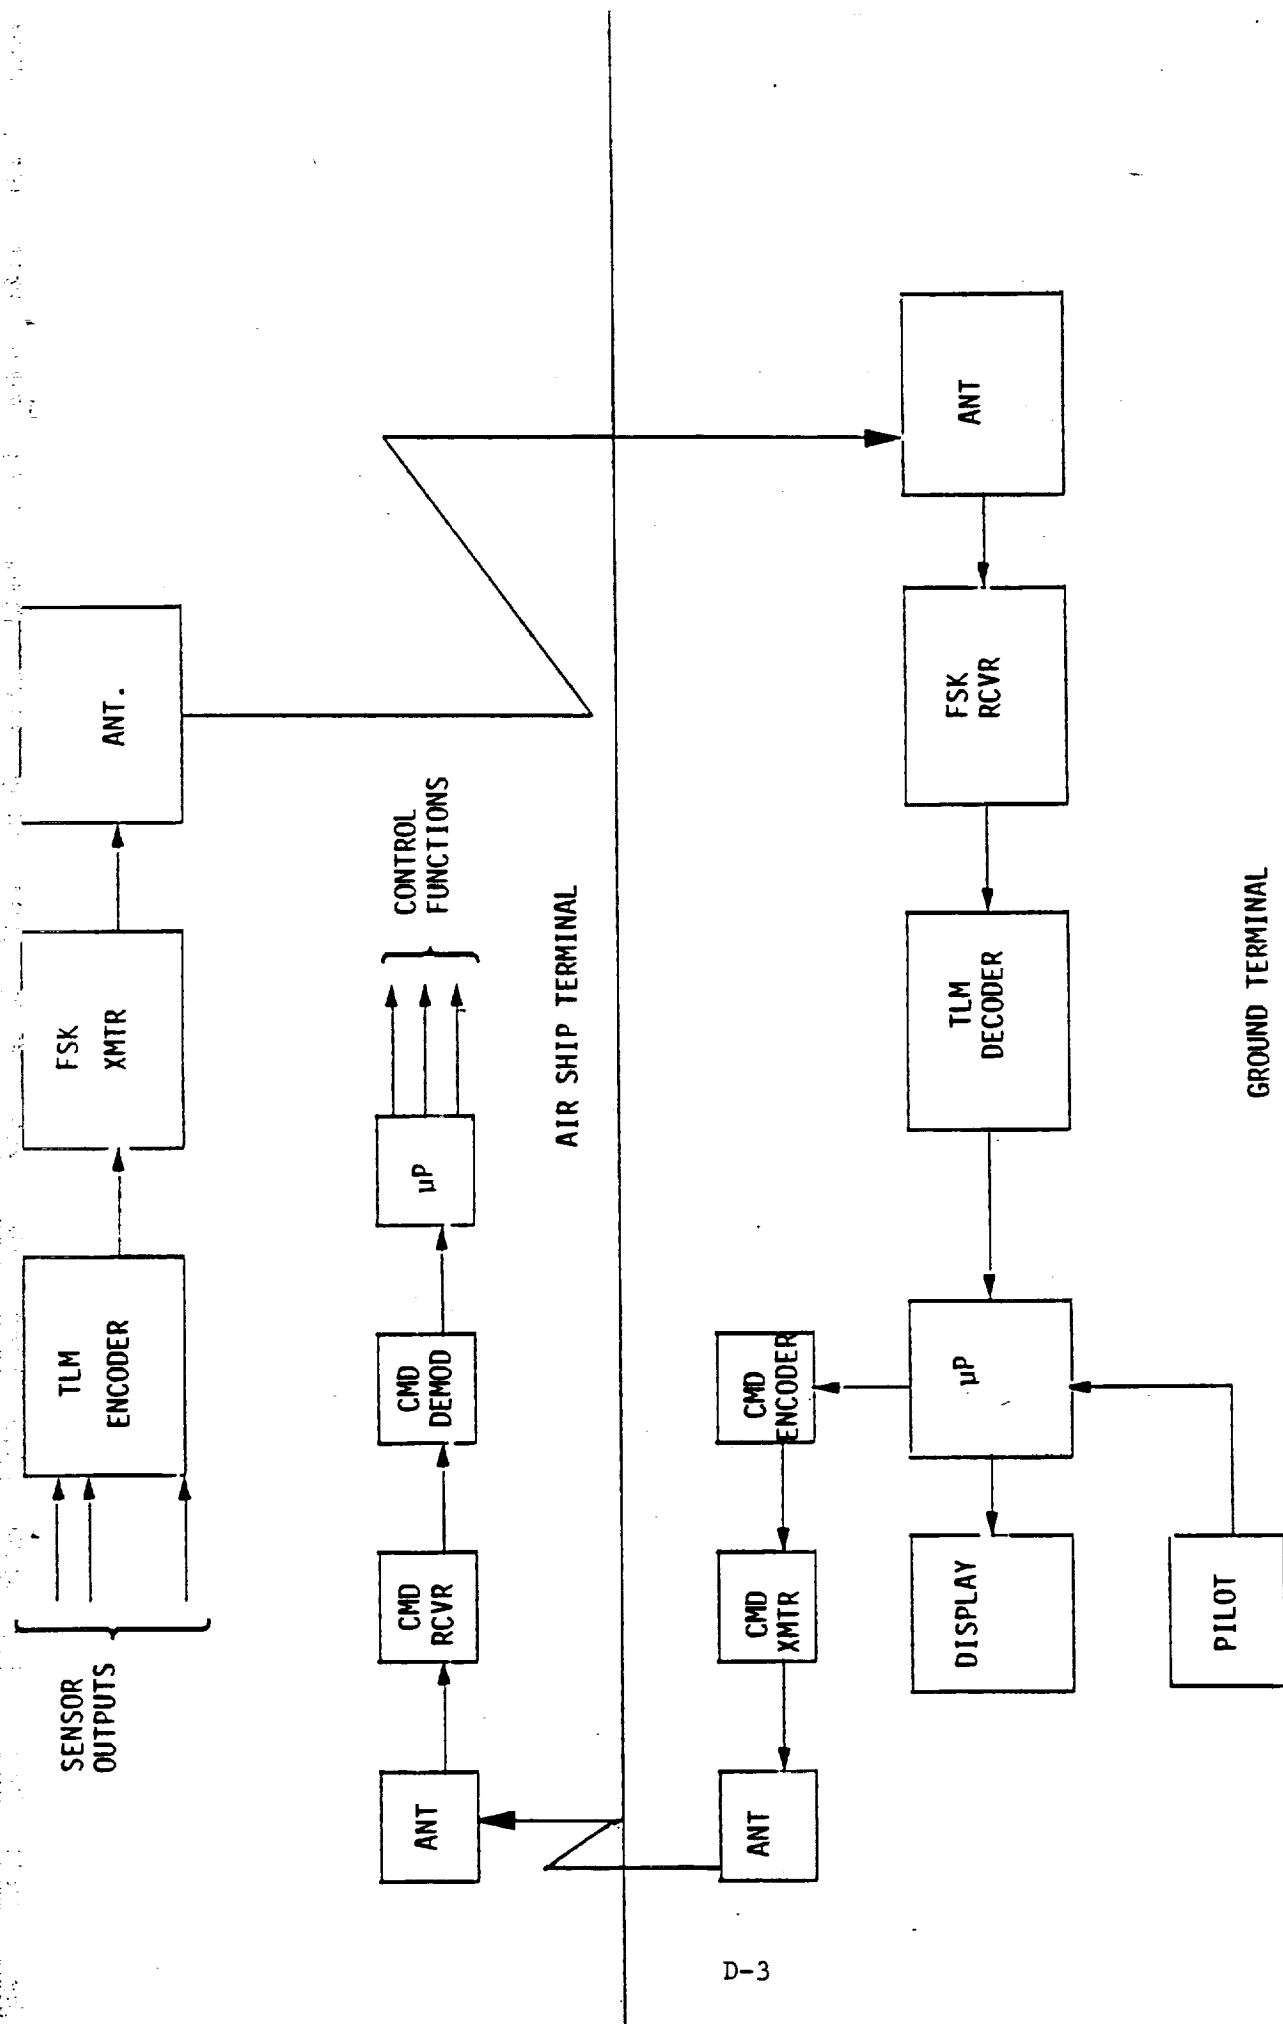 SENSOR
OUTPUTS
TLM
ENCODER
FSK
XMTR
ANT.
ANT
CMD
RCVR
CMD
DEMOD
µP
CONTROL
FUNCTIONS
AIR SHIP TERMINAL
ANT
CMD
XMTR
CMD
ENCODER
DISPLAY
µP
TLM
DECODER
FSK
RCVR
ANT
PILOT
GROUND TERMINAL
D-3